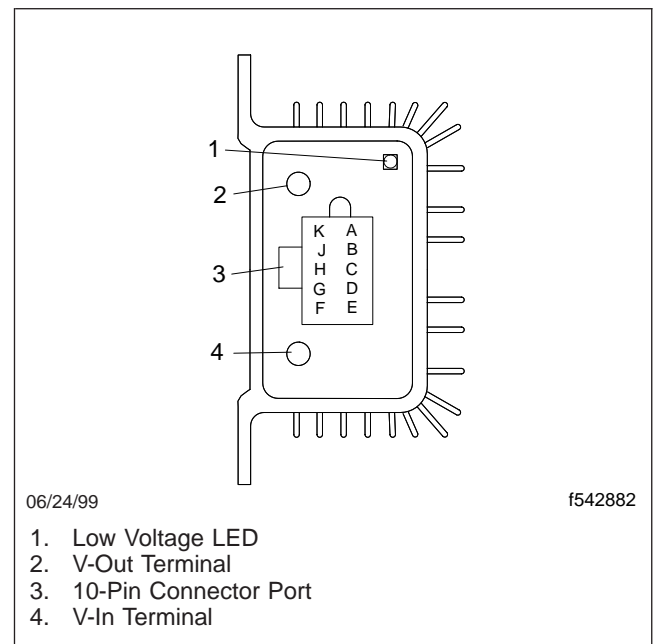 1
2
K A
J B
3 H C
G D
F E
4
06/24/99 f542882
1. Low Voltage LED
2. V-Out Terminal
3. 10-Pin Connector Port
4. V-In Terminal